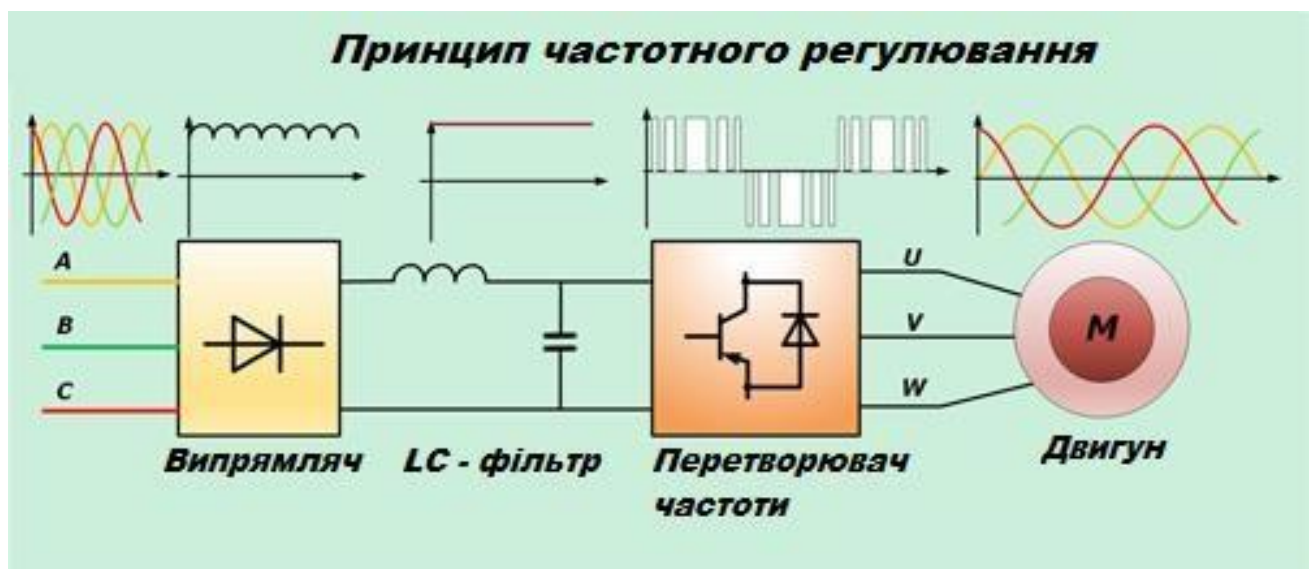 Принцип частотного регулювання
A
B
C
U
V
W
M
Випрямляч
LC - фільтр
Перетворювач
частоти
Двигун